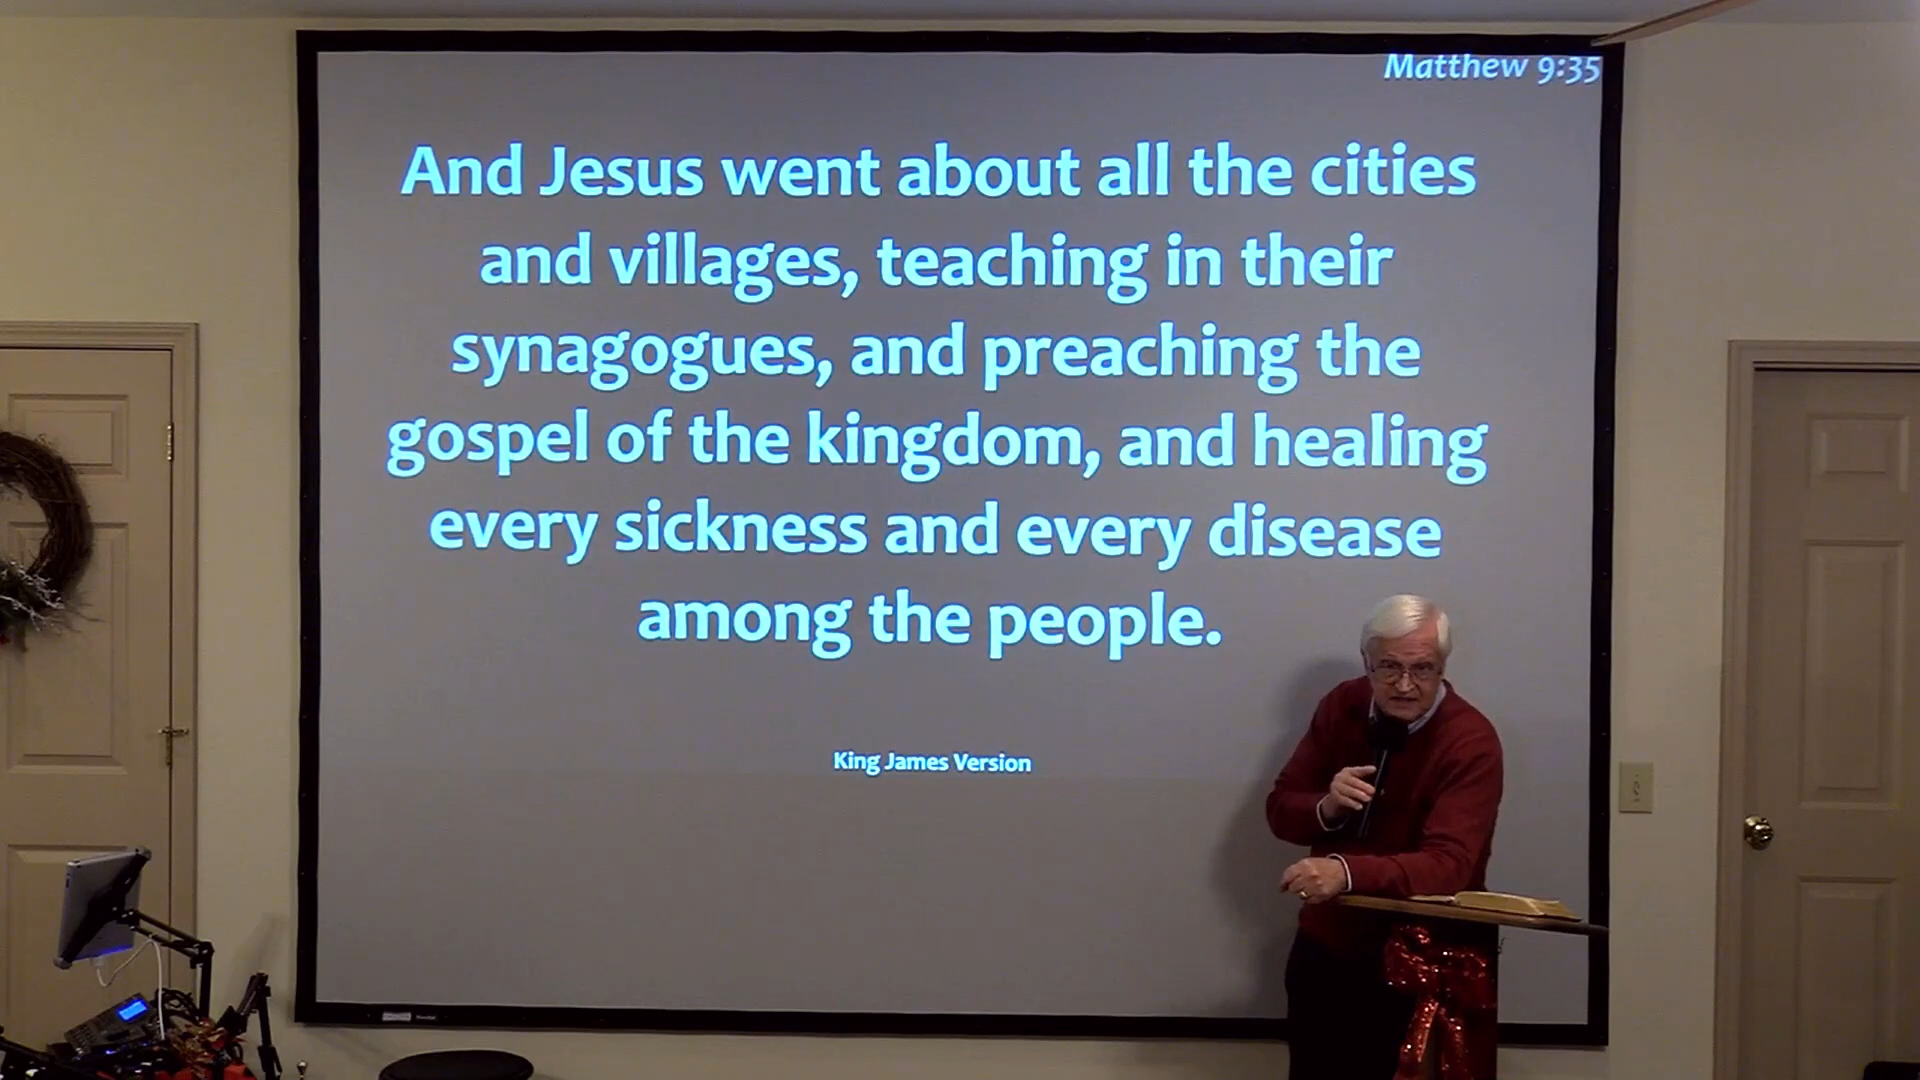 Matthew 9:35
And Jesus went about all the cities
and villages, teaching in their
synagogues, and preaching the
gospel of the kingdom, and healing
every sickness and every disease
among the people.
King James Version